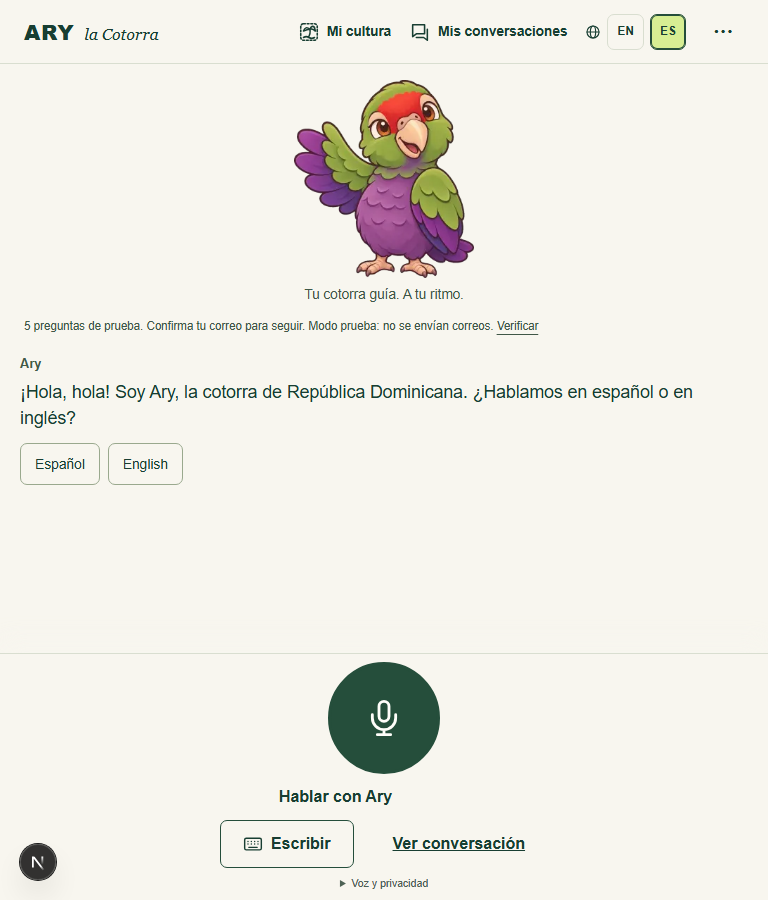 ARY la Cotorra
Mi cultura
Mis conversaciones
EN
ES
Tu cotorra guía. A tu ritmo.
5 preguntas de prueba. Confirma tu correo para seguir. Modo prueba: no se envían correos. Verificar
Ary
¡Hola, hola! Soy Ary, la cotorra de República Dominicana. ¿Hablamos en español o en
inglés?
Español
English
Hablar con Ary
Escribir
Ver conversación
N
Voz y privacidad